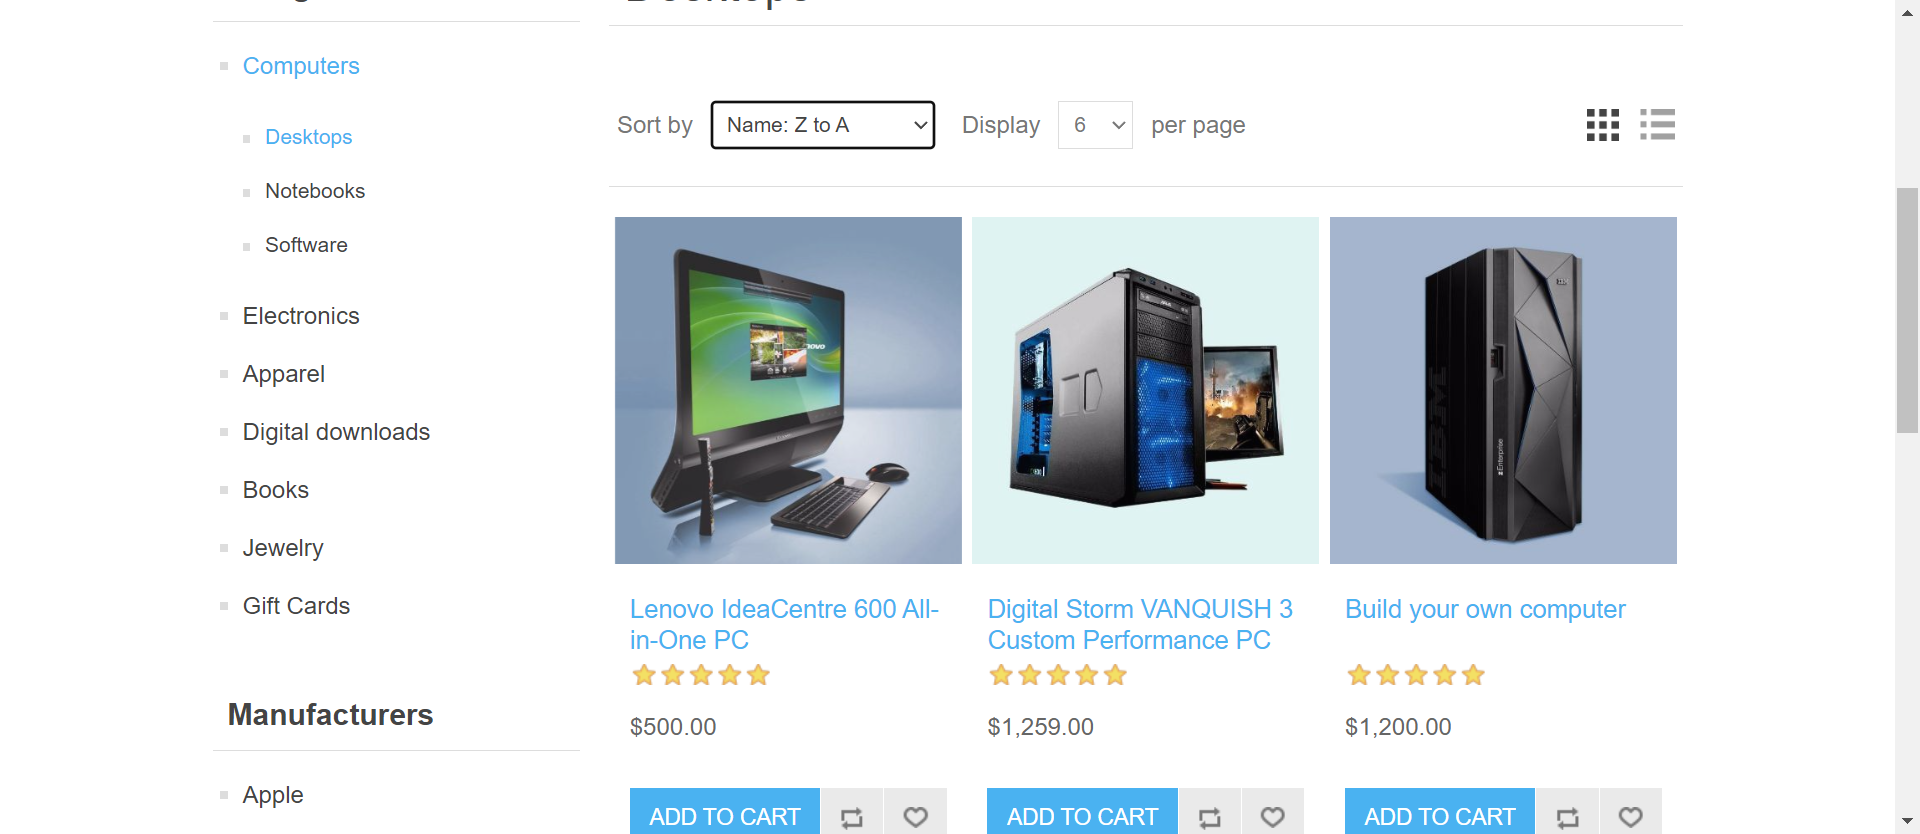 Computers
Desktops
Notebooks
Software
Electronics
Apparel
Digital downloads
Books
Jewelry
Gift Cards
Manufacturers
Apple
Desktops
Sort by Name: Z to A Display 6 per page
Lenovo IdeaCentre 600 All-
in-One PC
$500.00
ADD TO CART
Digital Storm VANQUISH 3
Custom Performance PC
$1,259.00
ADD TO CART
IBM
Enterprise
Build your own computer
$1,200.00
ADD TO CART